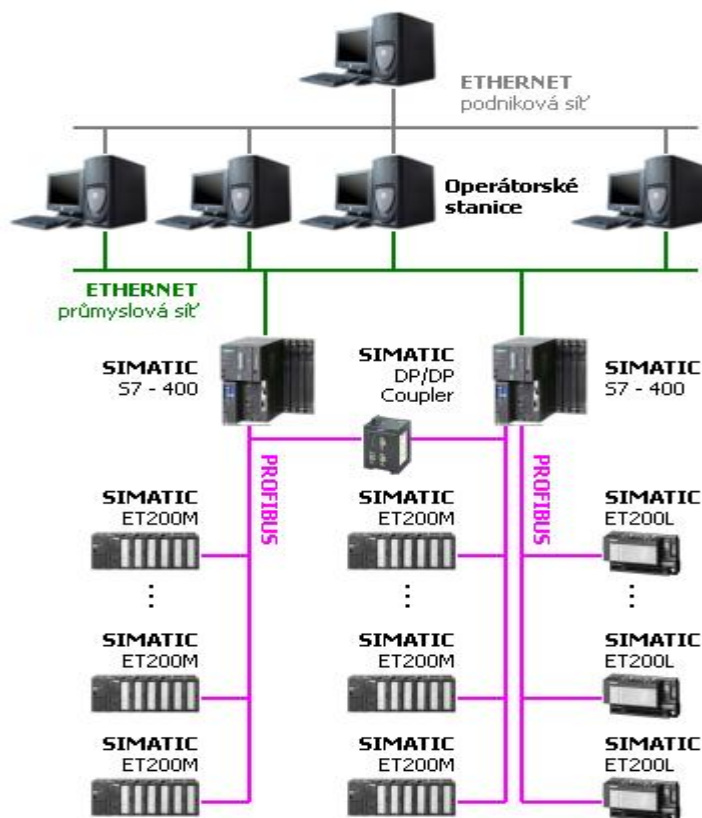 ETHERNET
podniková síť
Operátorské
stanice
ETHERNET
průmyslová síť
SIMATIC
S7 - 400
SIMATIC
DP/DP
Coupler
SIMATIC
S7 - 400
PROFIBUS
PROFIBUS
SIMATIC
ET200M
SIMATIC
ET200M
SIMATIC
ET200L
SIMATIC
ET200M
SIMATIC
ET200M
SIMATIC
ET200L
SIMATIC
ET200M
SIMATIC
ET200M
SIMATIC
ET200L